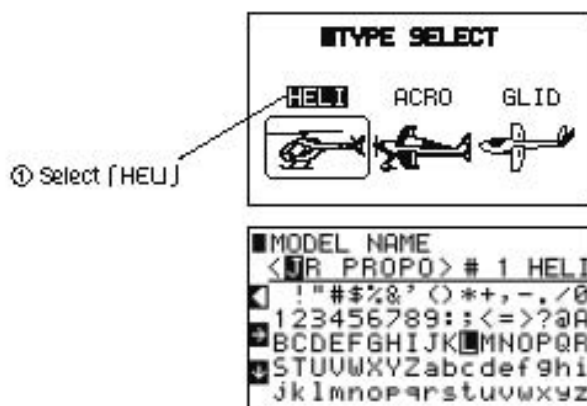 ■TYPE SELECT
HELI ACRO GLID
① Select「HELI」
■MODEL NAME
<JR PROPO> # 1 HELI
!"#$%&'()*+,-./0
123456789:;<=>?@A
BCDEFGHIJKLMNOPQR
STUVWXYZabcdefghi
jklmnopqrstuvwxyz